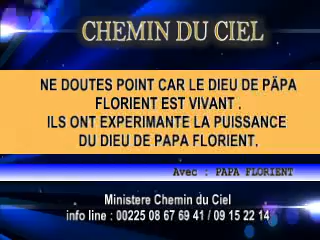 CHEMIN DU CIEL
NE DOUTES POINT CAR LE DIEU DE PÄPA
FLORIENT EST VIVANT .
ILS ONT EXPERIMANTE LA PUISSANCE
DU DIEU DE PAPA FLORIENT.
Avec : PAPA FLORIENT
Ministere Chemin du Ciel
info line : 00225 08 67 69 41 / 09 15 22 14